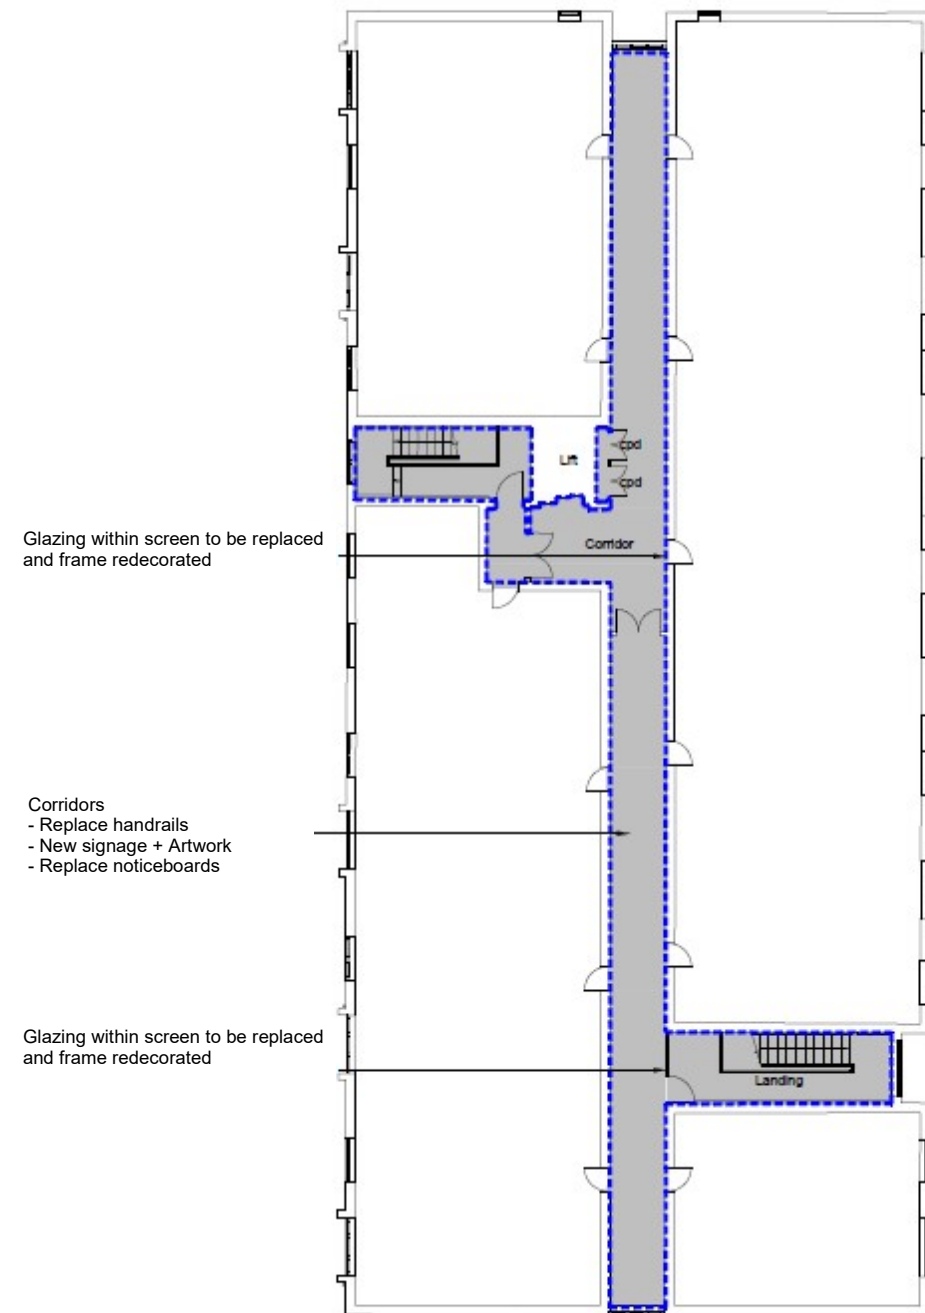 cpd
Lift
cpd
Glazing within screen to be replaced
and frame redecorated
Corridor
Corridors
- Replace handrails
- New signage + Artwork
- Replace noticeboards
Glazing within screen to be replaced
and frame redecorated
Landing